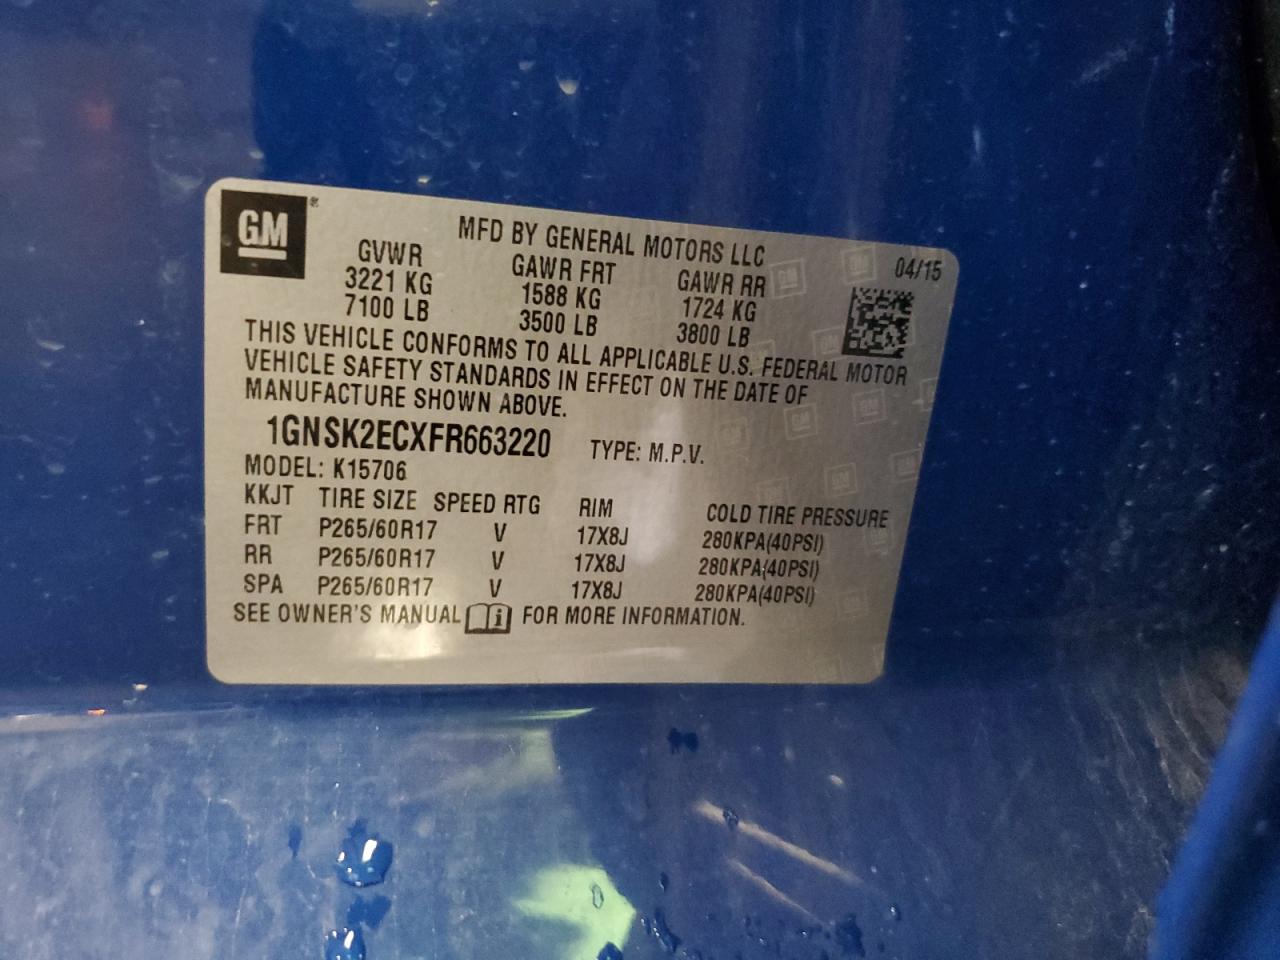 GM®
MFD BY GENERAL MOTORS LLC
04/15
GVWR GAWR FRT GAWR RR
3221 KG 1588 KG 1724 KG
7100 LB 3500 LB 3800 LB
THIS VEHICLE CONFORMS TO ALL APPLICABLE U.S. FEDERAL MOTOR
VEHICLE SAFETY STANDARDS IN EFFECT ON THE DATE OF
MANUFACTURE SHOWN ABOVE.
1GNSK2ECXFR663220 TYPE: M.P.V.
MODEL: K15706
KKJT TIRE SIZE SPEED RTG RIM COLD TIRE PRESSURE
FRT P265/60R17 V 17X8J 280KPA(40PSI)
RR P265/60R17 V 17X8J 280KPA(40PSI)
SPA P265/60R17 V 17X8J 280KPA(40PSI)
SEE OWNER'S MANUAL i FOR MORE INFORMATION.